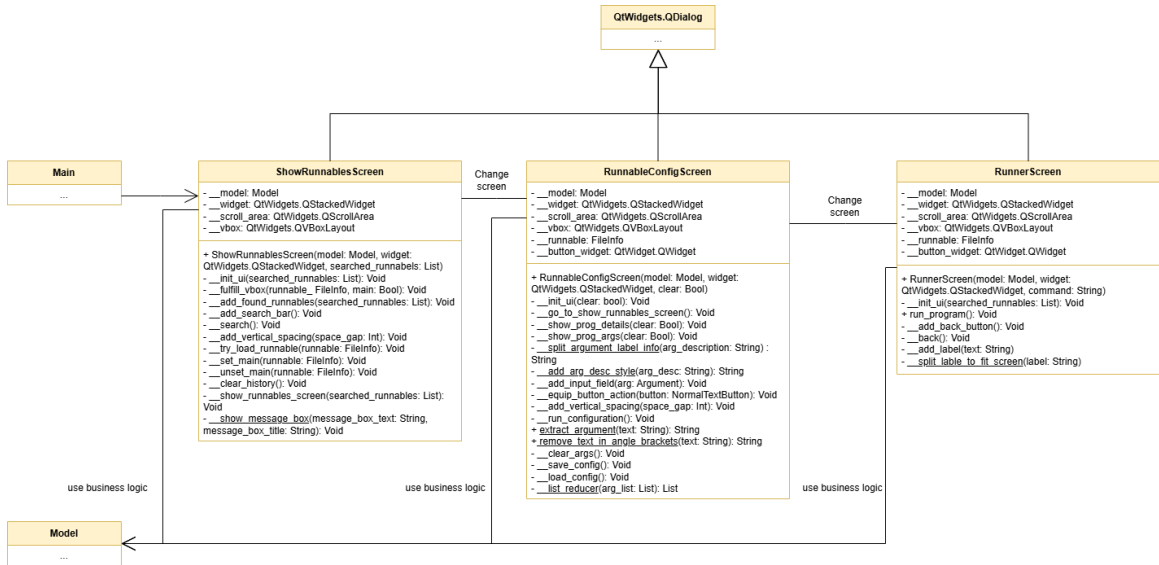 QtWidgets.QDialog
...
Main
...
ShowRunnablesScreen
- __model: Model
- __widget: QtWidgets.QStackedWidget
- __scroll_area: QtWidgets.QScrollArea
- __vbox: QtWidgets.QVBoxLayout
+ ShowRunnablesScreen(model: Model, widget:
QtWidgets.QStackedWidget, searched_runnabels: List)
- __init_ui(searched_runnables: List): Void
- __fulfill_vbox(runnable_ FileInfo, main: Bool): Void
- __add_found_runnables(searched_runnables: List): Void
- __add_search_bar(): Void
- __search(): Void
- __add_vertical_spacing(space_gap: Int): Void
- __try_load_runnable(runnable: FileInfo): Void
- __set_main(runnable: FileInfo): Void
- __unset_main(runnable: FileInfo): Void
- __clear_history(): Void
- __show_runnables_screen(searched_runnables: List):
Void
- __show_message_box(message_box_text: String,
message_box_title: String): Void
Change
screen
RunnableConfigScreen
- __model: Model
- __widget: QtWidgets.QStackedWidget
- __scroll_area: QtWidgets.QScrollArea
- __vbox: QtWidgets.QVBoxLayout
- __runnable: FileInfo
- __button_widget: QtWidget.QWidget
+ RunnableConfigScreen(model: Model, widget:
QtWidgets.QStackedWidget, clear: Bool)
- __init_ui(clear: bool): Void
- __go_to_show_runnables_screen(): Void
- __show_prog_details(clear: Bool): Void
- __show_prog_args(clear: Bool): Void
- __split_argument_label_info(arg_description: String) :
String
- __add_arg_desc_style(arg_desc: String): String
- __add_input_field(arg: Argument): Void
- __equip_button_action(button: NormalTextButton): Void
- __add_vertical_spacing(space_gap: Int): Void
- __run_configuration(): Void
+ extract_argument(text: String): String
+ remove_text_in_angle_brackets(text: String): String
- __clear_args(): Void
- __save_config(): Void
- __load_config(): Void
- __list_reducer(arg_list: List): List
Change
screen
RunnerScreen
- __model: Model
- __widget: QtWidgets.QStackedWidget
- __scroll_area: QtWidgets.QScrollArea
- __vbox: QtWidgets.QVBoxLayout
- __runnable: FileInfo
- __button_widget: QtWidget.QWidget
+ RunnerScreen(model: Model, widget:
QtWidgets.QStackedWidget, command: String)
- __init_ui(searched_runnables: List): Void
+ run_program(): Void
- __add_back_button(): Void
- __back(): Void
- __add_label(text: String)
- __split_lable_to_fit_screen(label: String)
use business logic
use business logic
use business logic
Model
...